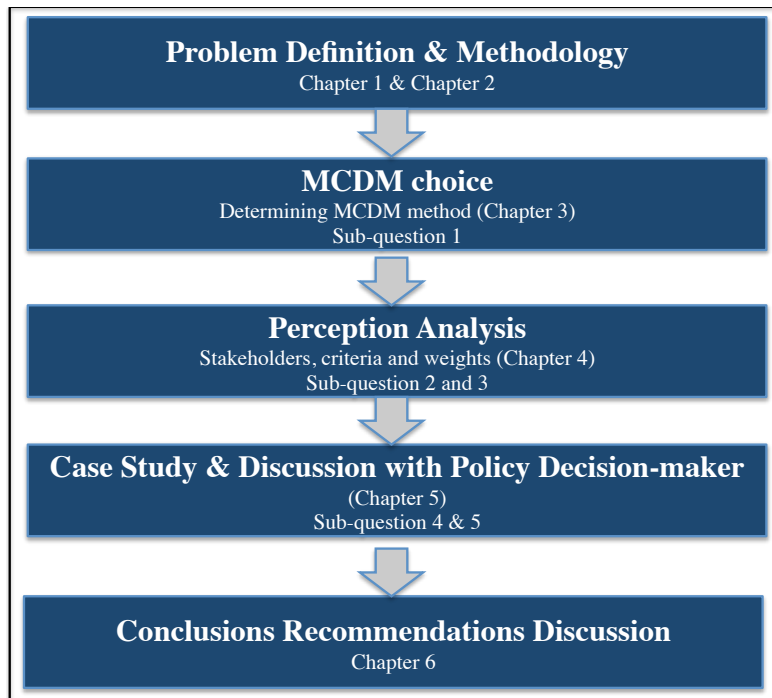 Problem Definition & Methodology
Chapter 1 & Chapter 2
MCDM choice
Determining MCDM method (Chapter 3)
Sub-question 1
Perception Analysis
Stakeholders, criteria and weights (Chapter 4)
Sub-question 2 and 3
Case Study & Discussion with Policy Decision-maker
(Chapter 5)
Sub-question 4 & 5
Conclusions Recommendations Discussion
Chapter 6